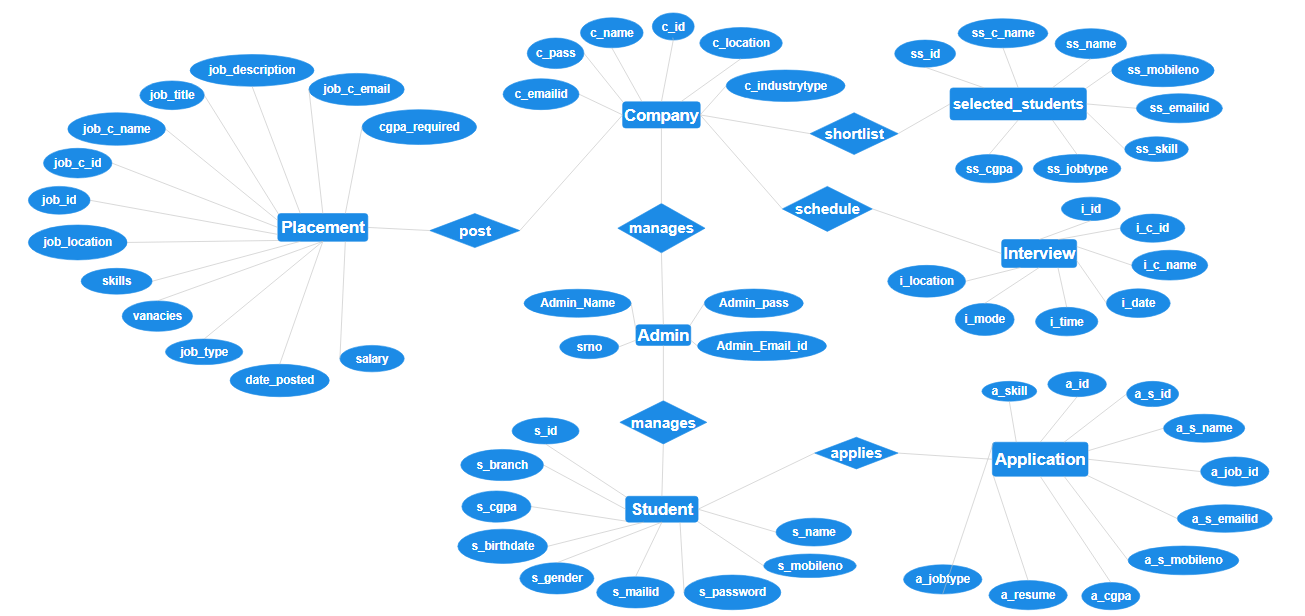 c_name
c_id
c_pass
c_location
c_emailid
c_industrytype
Company
ss_c_name
ss_id
ss_name
ss_mobileno
selected_students
ss_emailid
ss_skill
ss_cgpa
ss_jobtype
shortlist
job_description
job_title
job_c_email
job_c_name
cgpa_required
job_c_id
job_id
job_location
Placement
post
skills
vanacies
job_type
date_posted
salary
manages
schedule
i_id
i_c_id
Interview
i_c_name
i_location
i_date
i_mode
i_time
Admin_Name
Admin_pass
srno
Admin
Admin_Email_id
manages
a_skill
a_id
a_s_id
a_s_name
applies
Application
a_job_id
a_s_emailid
a_s_mobileno
a_jobtype
a_resume
a_cgpa
s_id
s_branch
s_cgpa
Student
s_name
s_birthdate
s_mobileno
s_gender
s_mailid
s_password